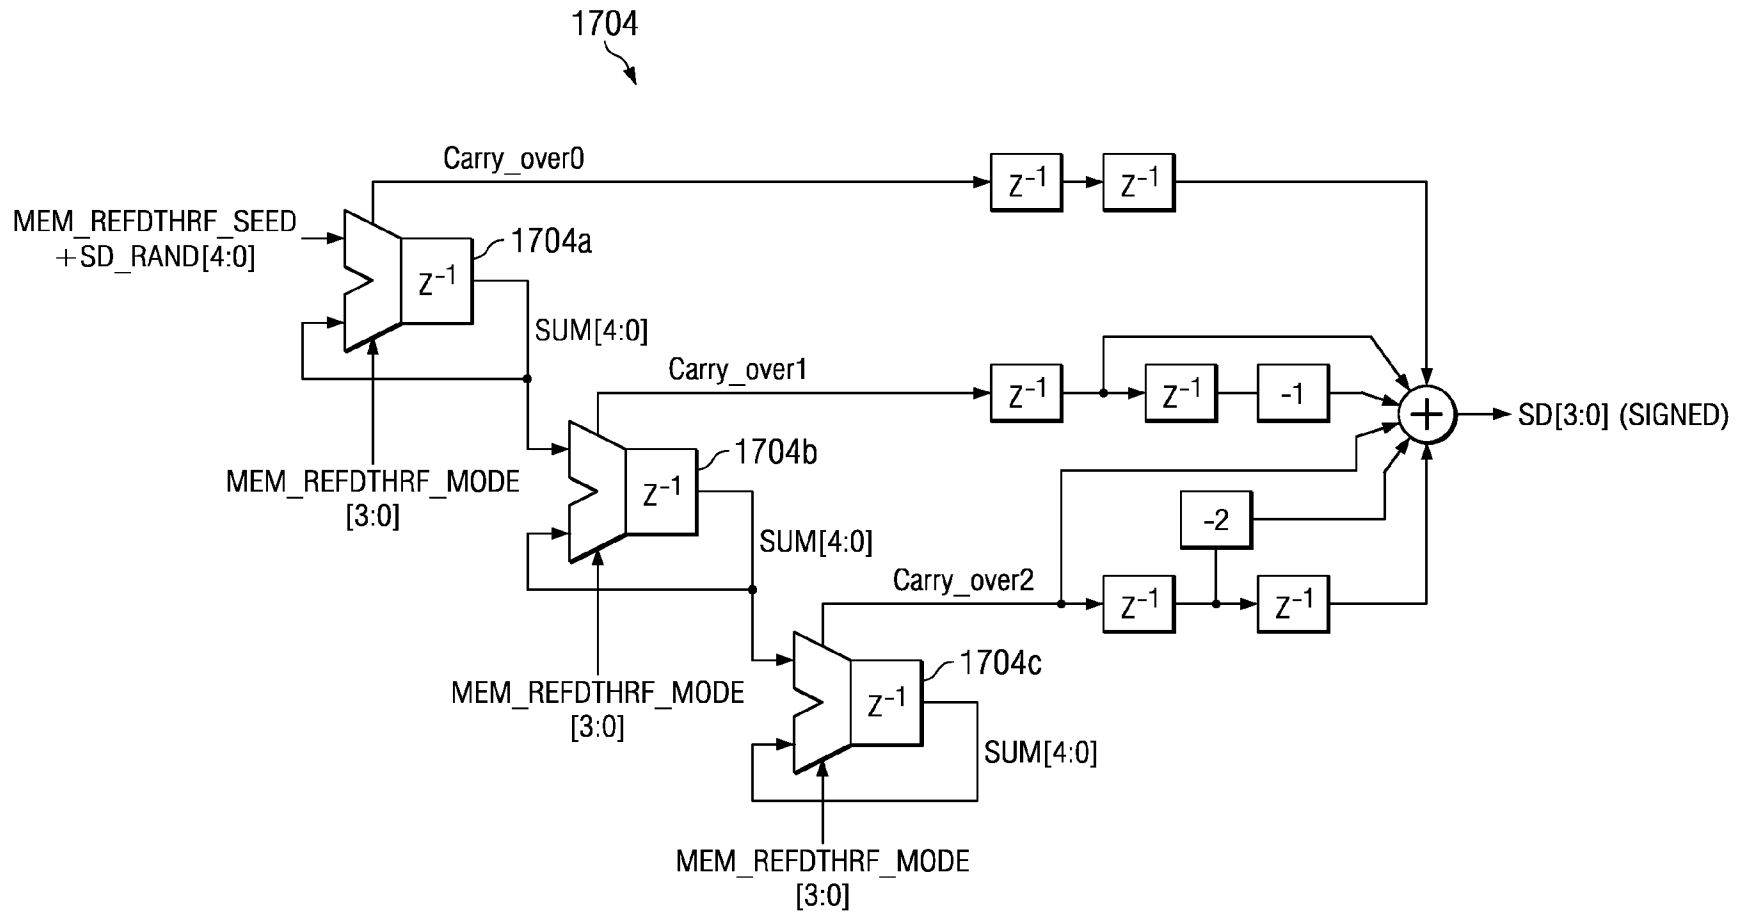 1704
Carry_over0
z⁻¹
z⁻¹
MEM_REFDTHRF_SEED
+SD_RAND[4:0]
1704a
z⁻¹
SUM[4:0]
Carry_over1
z⁻¹
z⁻¹
-1
+
SD[3:0] (SIGNED)
MEM_REFDTHRF_MODE
[3:0]
1704b
z⁻¹
SUM[4:0]
-2
Carry_over2
z⁻¹
z⁻¹
MEM_REFDTHRF_MODE
[3:0]
1704c
z⁻¹
SUM[4:0]
MEM_REFDTHRF_MODE
[3:0]